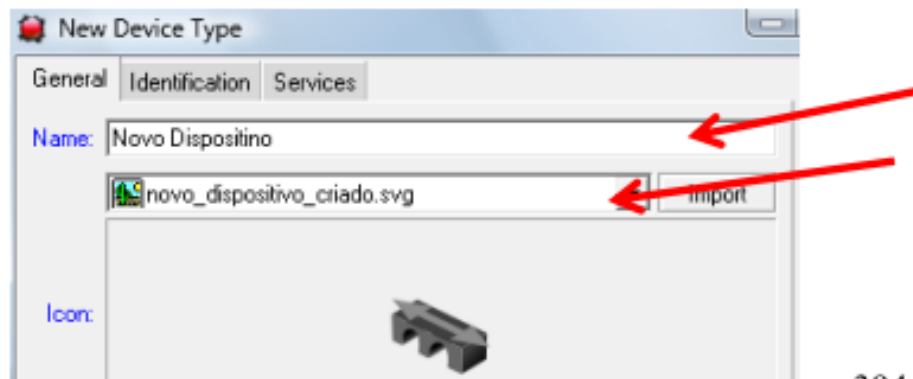 New Device Type
General Identification Services
Name: Novo Dispositino
novo_dispositivo_criado.svg Import
Icon: